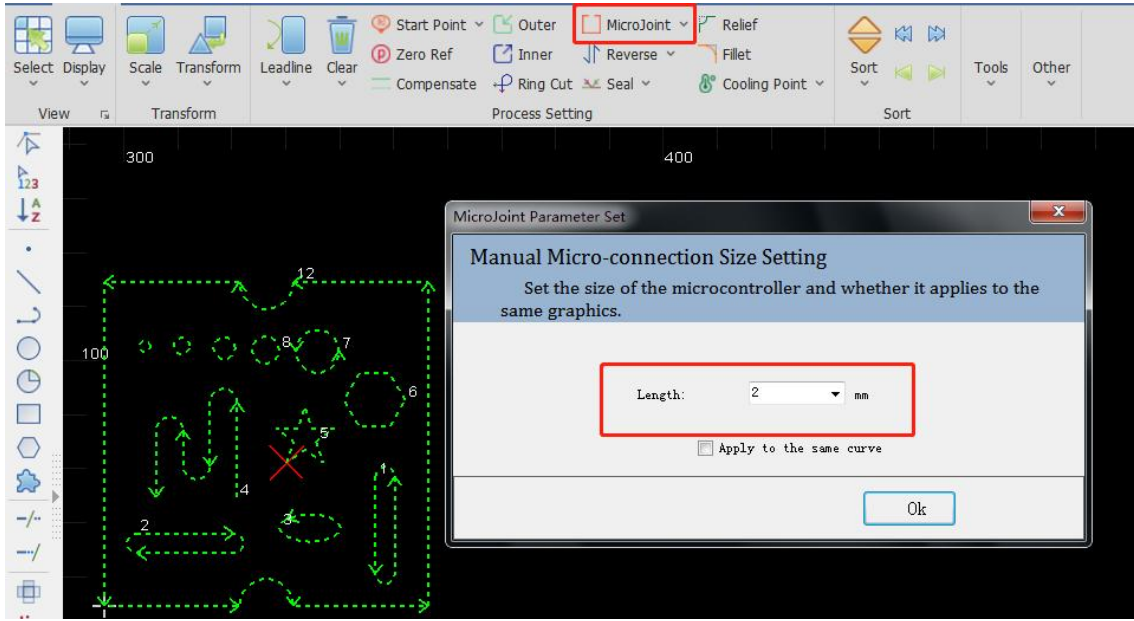 Start Point
Outer
MicroJoint
Relief
Zero Ref
Inner
Reverse
Fillet
Select
Display
Scale
Transform
Leadline
Clear
Compensate
Ring Cut
Seal
Cooling Point
Sort
Tools
Other
View
Transform
Process Setting
Sort
123
A
Z
300
400
100
MicroJoint Parameter Set
Manual Micro-connection Size Setting
Set the size of the microcontroller and whether it applies to the
same graphics.
Length:
2
mm
Apply to the same curve
Ok
12
8
7
6
5
4
1
2
3